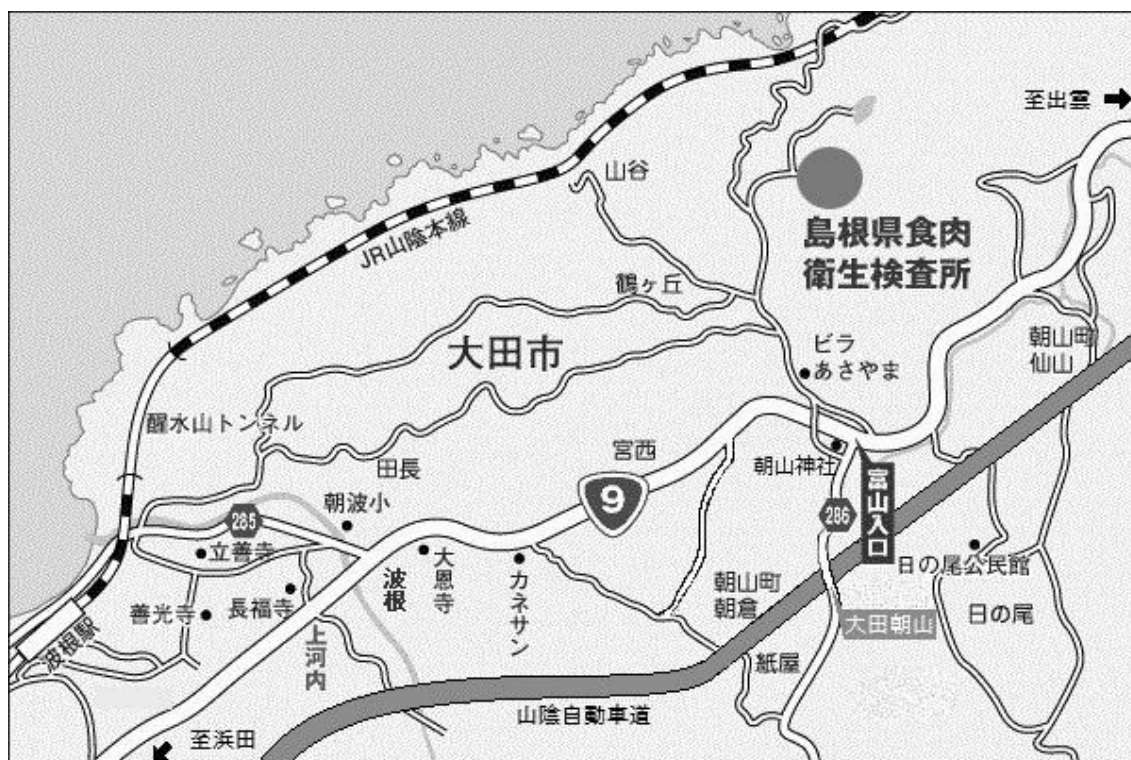 至出雲
山谷
島根県食肉
衛生検査所
JR山陰本線
鶴ヶ丘
大田市
ビラ
あさやま
朝山町
仙山
醒水山トンネル
田長
宮西
朝山神社
富山入口
9
285
286
朝波小
立善寺
波根
大恩寺
カネサン
朝山町
朝倉
日の尾公民館
善光寺
長福寺
上河内
大田朝山
日の尾
波根駅
紙屋
山陰自動車道
至浜田